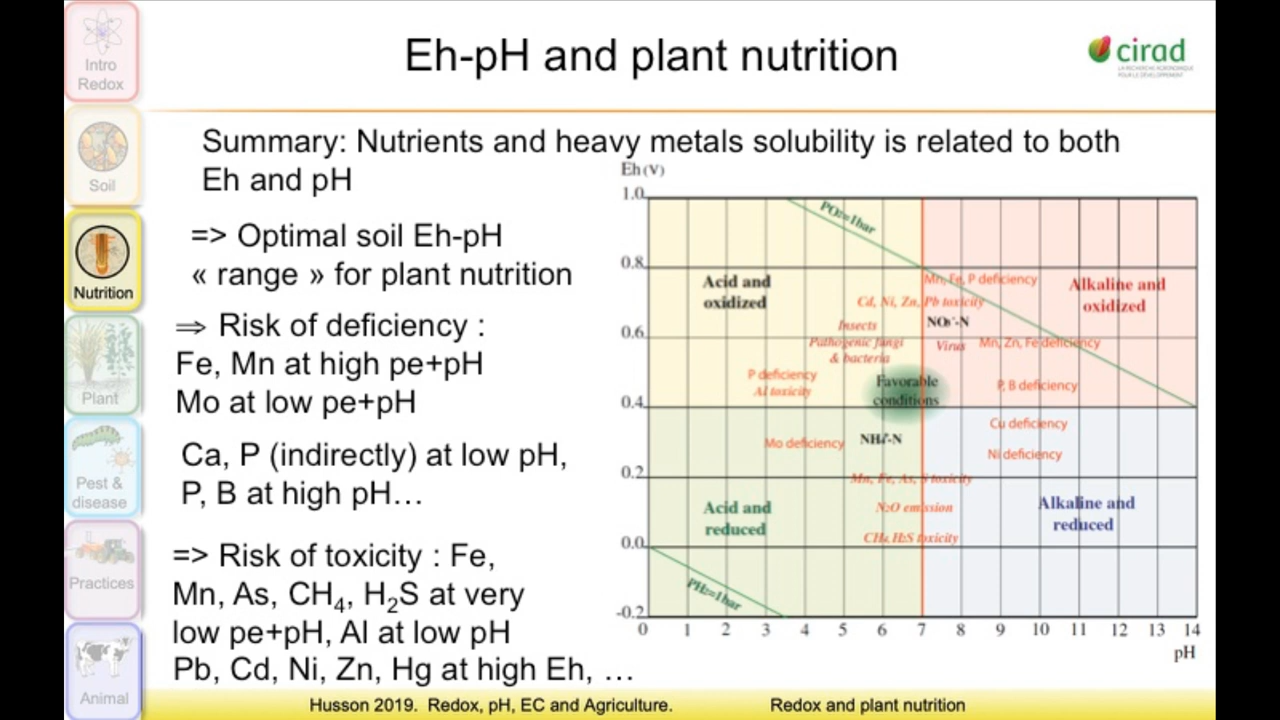 Eh-pH and plant nutrition
cirad
LA RECHERCHE AGRONOMIQUE
POUR LE DÉVELOPPEMENT
Intro
Redox
Soil
Nutrition
Plant
Pest &
disease
Practices
Animal
Summary: Nutrients and heavy metals solubility is related to both
Eh and pH
=> Optimal soil Eh-pH
« range » for plant nutrition
⇒ Risk of deficiency :
Fe, Mn at high pe+pH
Mo at low pe+pH
Ca, P (indirectly) at low pH,
P, B at high pH…
=> Risk of toxicity : Fe,
Mn, As, CH₄, H₂S at very
low pe+pH, Al at low pH
Pb, Cd, Ni, Zn, Hg at high Eh, …
Eh (V)
1.0
0.8
0.6
0.4
0.2
0.0
-0.2
PO₂=1bar
Acid and
oxidized
Mn, Fe, P deficiency
Alkaline and
oxidized
Cd, Ni, Zn, Pb toxicity
Insects
NO₃⁻-N
Pathogenic fungi
& bacteria
Virus
Mn, Zn, Fe deficiency
P deficiency
Al toxicity
Favorable
conditions
P, B deficiency
Mo deficiency
NH₄⁺-N
Cu deficiency
Ni deficiency
Mn, Fe, As, S toxicity
Acid and
reduced
N₂O emission
Alkaline and
reduced
CH₄, H₂S toxicity
PH₂=1bar
0 1 2 3 4 5 6 7 8 9 10 11 12 13 14
pH
Husson 2019. Redox, pH, EC and Agriculture.
Redox and plant nutrition